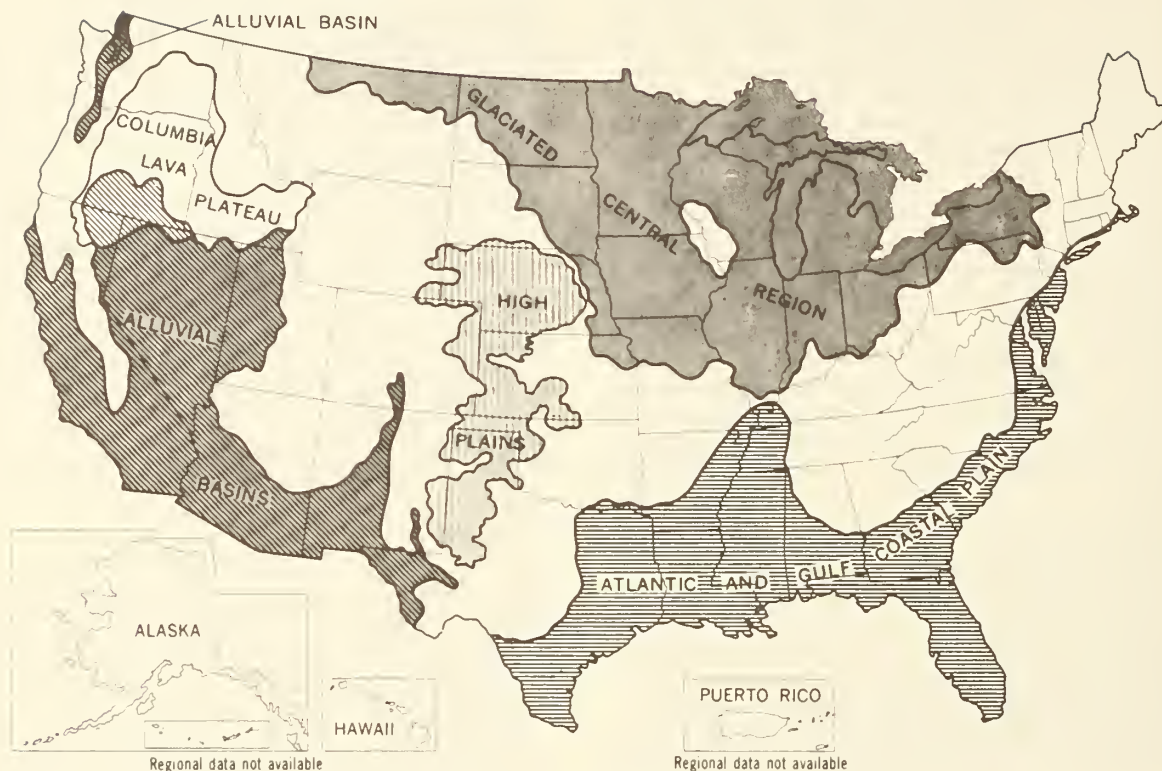 ALLUVIAL BASIN
COLUMBIA
LAVA
PLATEAU
GLACIATED
CENTRAL
REGION
HIGH
PLAINS
ALLUVIAL
BASINS
ATLANTIC AND GULF COASTAL PLAIN
ALASKA
HAWAII
PUERTO RICO
Regional data not available
Regional data not available